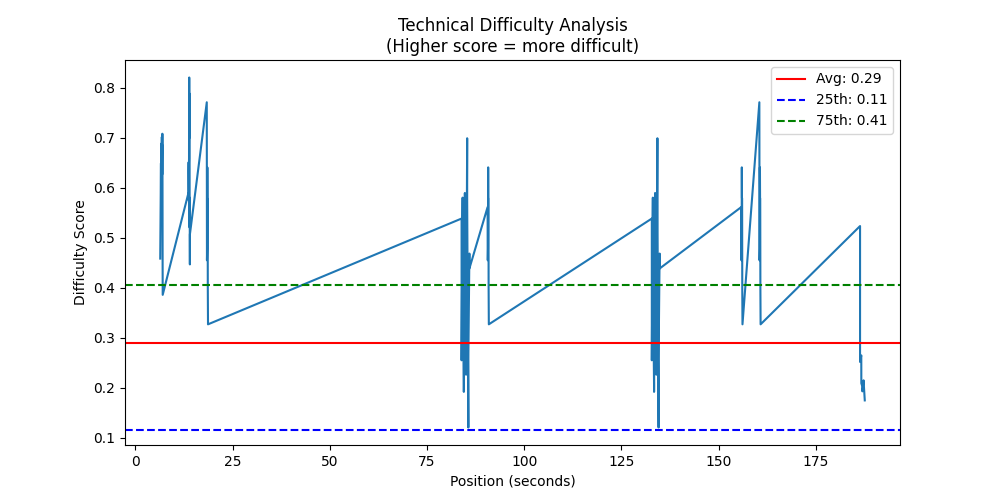 Technical Difficulty Analysis
(Higher score = more difficult)
Avg: 0.29
25th: 0.11
75th: 0.41
Difficulty Score
0.8
0.7
0.6
0.5
0.4
0.3
0.2
0.1
0 25 50 75 100 125 150 175
Position (seconds)